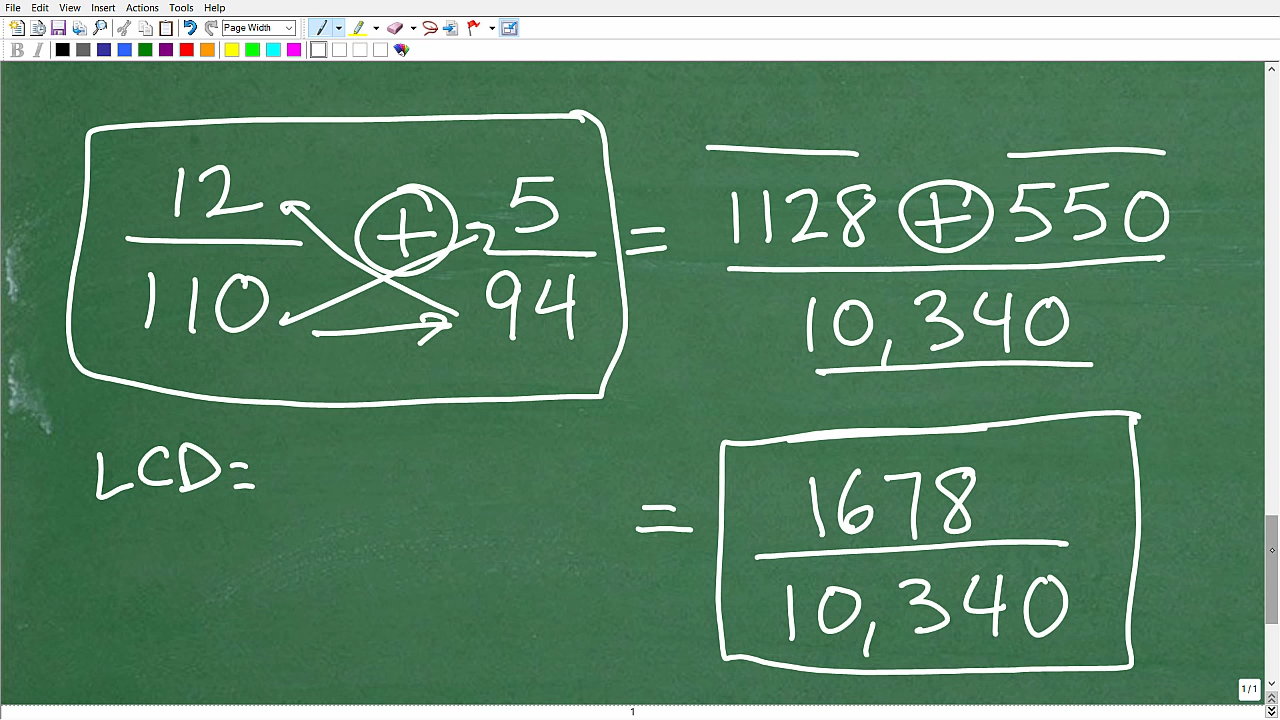 File Edit View Insert Actions Tools Help
Page Width
B I
12/110 + 5/94 = 1128 + 550/10,340
LCD=
= 1678/10,340
1/1
1